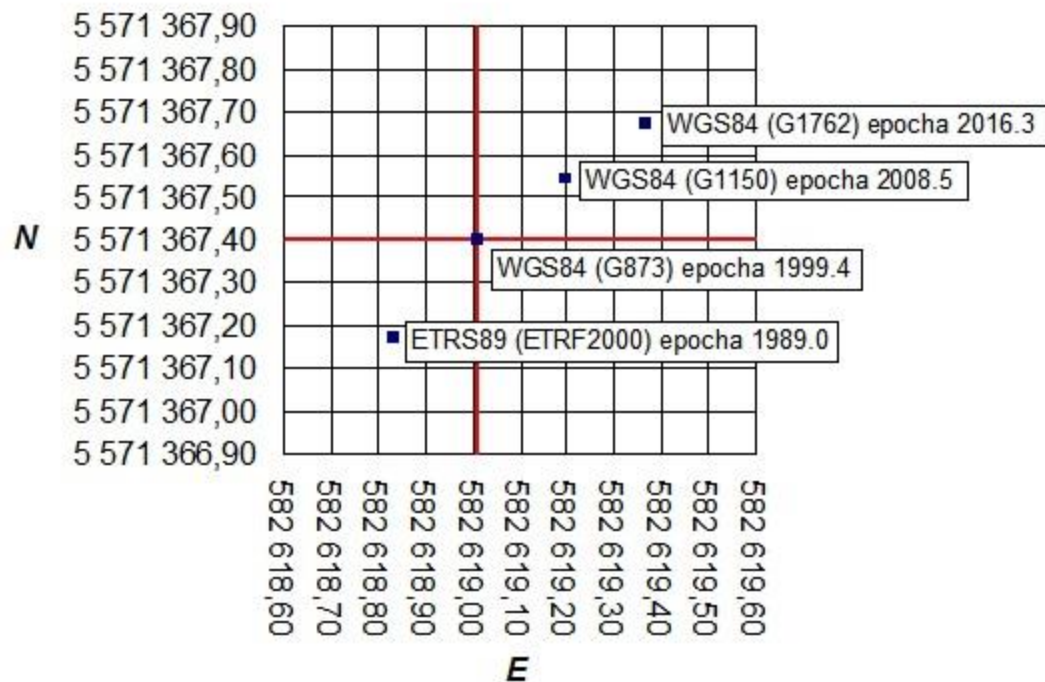 5 571 367,90
5 571 367,80
5 571 367,70
5 571 367,60
5 571 367,50
5 571 367,40
5 571 367,30
5 571 367,20
5 571 367,10
5 571 367,00
5 571 366,90
N
WGS84 (G1762) epocha 2016.3
WGS84 (G1150) epocha 2008.5
WGS84 (G873) epocha 1999.4
ETRS89 (ETRF2000) epocha 1989.0
582 618,60
582 618,70
582 618,80
582 618,90
582 619,00
582 619,10
582 619,20
582 619,30
582 619,40
582 619,50
582 619,60
E